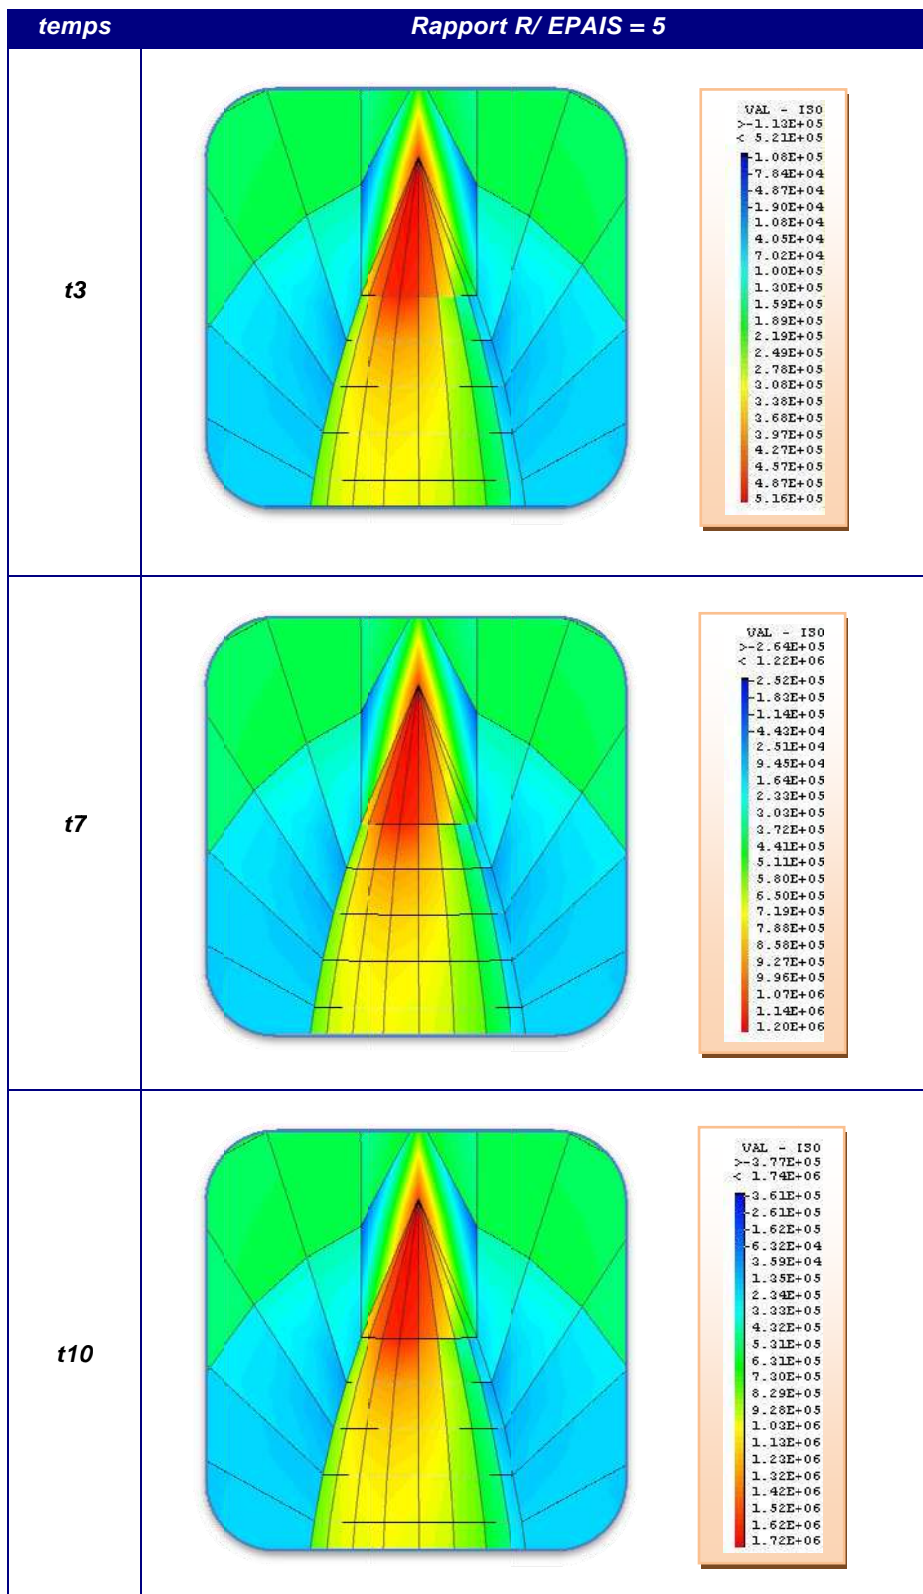 temps Rapport R/ EPAIS = 5
t3
VAL - ISO
>-1.13E+05
< 5.21E+05
-1.08E+05
-7.84E+04
-4.87E+04
-1.90E+04
1.08E+04
4.05E+04
7.02E+04
1.00E+05
1.30E+05
1.59E+05
1.89E+05
2.19E+05
2.49E+05
2.78E+05
3.08E+05
3.38E+05
3.68E+05
3.97E+05
4.27E+05
4.57E+05
4.87E+05
5.16E+05
t7
VAL - ISO
>-2.64E+05
< 1.22E+06
-2.52E+05
-1.83E+05
-1.14E+05
-4.43E+04
2.51E+04
9.45E+04
1.64E+05
2.33E+05
3.03E+05
3.72E+05
4.41E+05
5.11E+05
5.80E+05
6.50E+05
7.19E+05
7.88E+05
8.58E+05
9.27E+05
9.96E+05
1.07E+06
1.14E+06
1.20E+06
t10
VAL - ISO
>-3.77E+05
< 1.74E+06
-3.61E+05
-2.61E+05
-1.62E+05
-6.32E+04
3.59E+04
1.35E+05
2.34E+05
3.33E+05
4.32E+05
5.31E+05
6.31E+05
7.30E+05
8.29E+05
9.28E+05
1.03E+06
1.13E+06
1.23E+06
1.32E+06
1.42E+06
1.52E+06
1.62E+06
1.72E+06